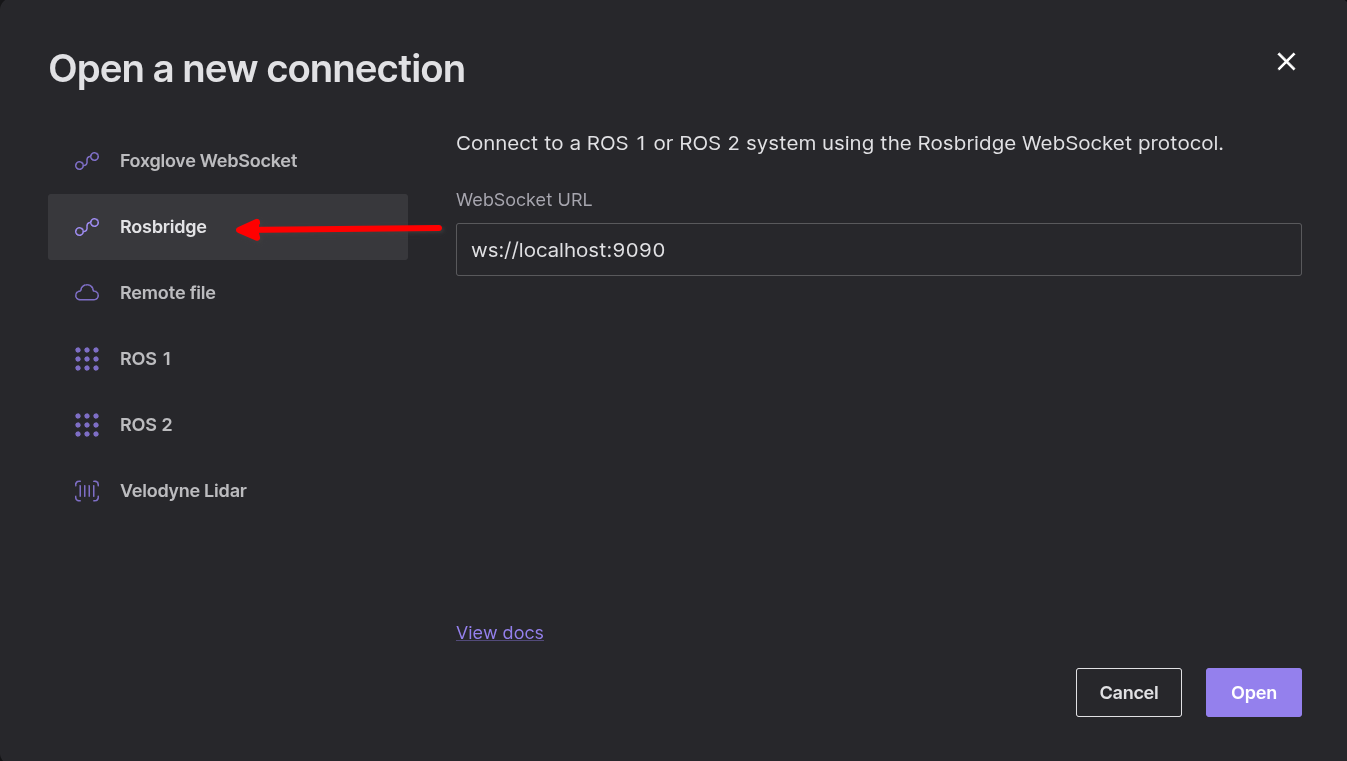 Open a new connection
Foxglove WebSocket
Rosbridge
Remote file
ROS 1
ROS 2
Velodyne Lidar
Connect to a ROS 1 or ROS 2 system using the Rosbridge WebSocket protocol.
WebSocket URL
ws://localhost:9090
View docs
Cancel
Open